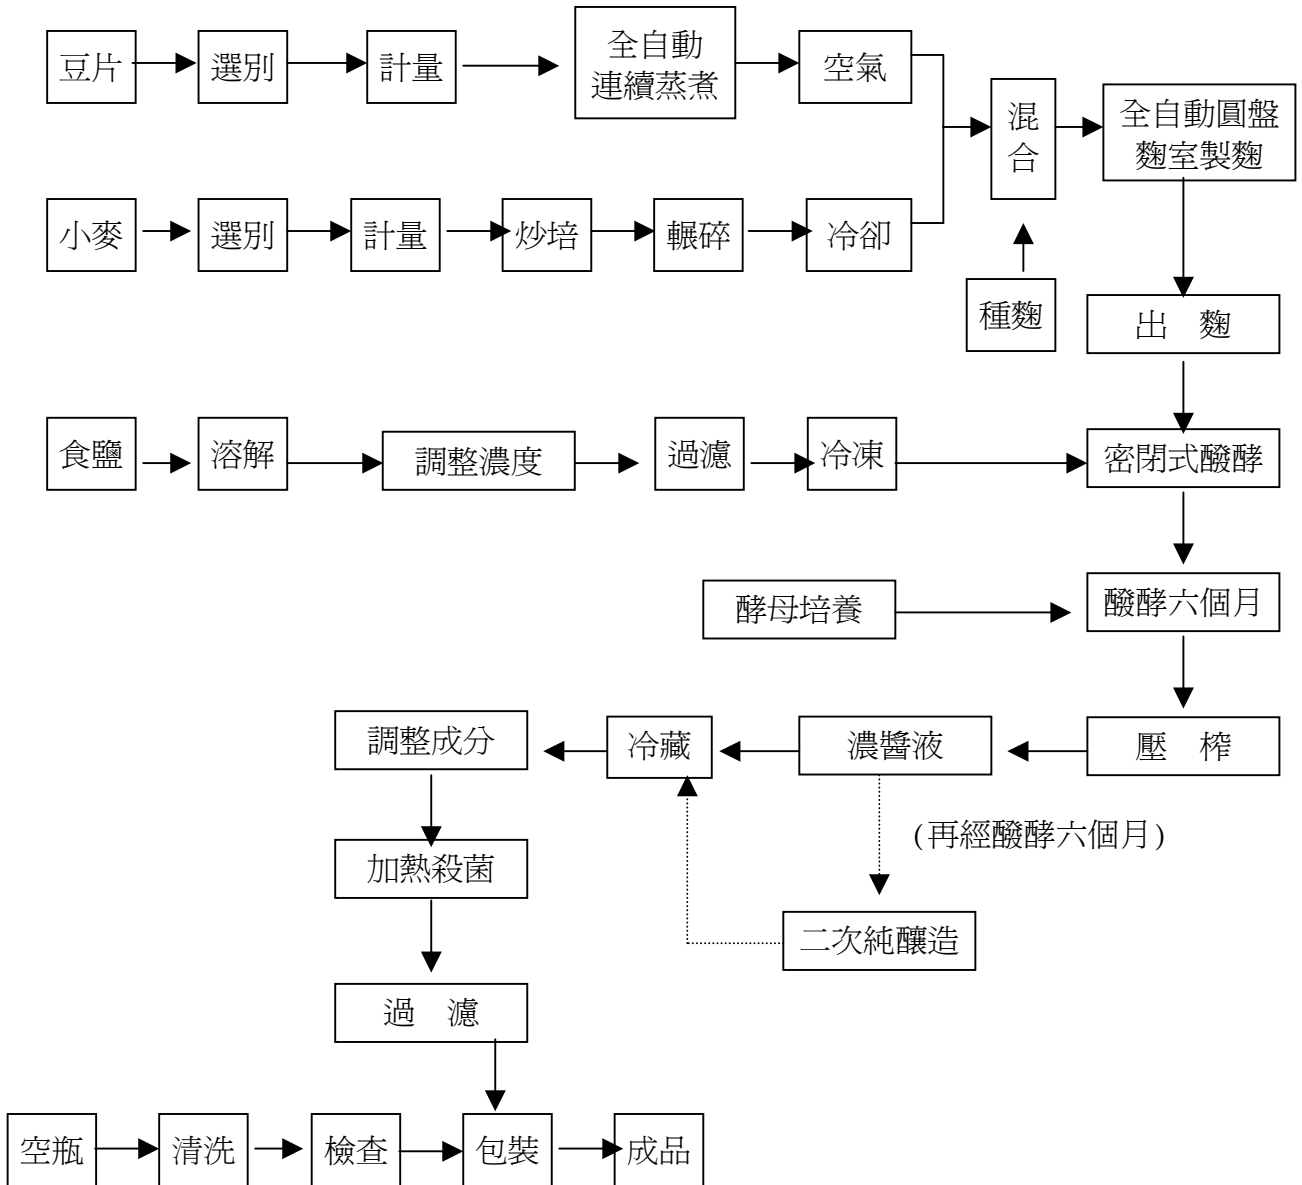 豆片
選別
計量
全自動
連續蒸煮
空氣
混
合
全自動圓盤
麴室製麴
小麥
選別
計量
炒培
輾碎
冷卻
種麴
出 麴
食鹽
溶解
調整濃度
過濾
冷凍
密閉式醱酵
酵母培養
醱酵六個月
調整成分
冷藏
濃醬液
壓 榨
(再經醱酵六個月)
加熱殺菌
二次純釀造
過 濾
空瓶
清洗
檢查
包裝
成品